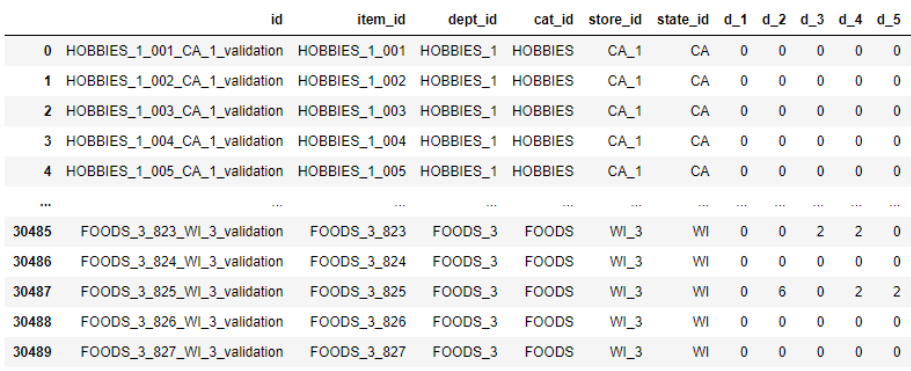 id item_id dept_id cat_id store_id state_id d_1 d_2 d_3 d_4 d_5
0 HOBBIES_1_001_CA_1_validation HOBBIES_1_001 HOBBIES_1 HOBBIES CA_1 CA 0 0 0 0 0
1 HOBBIES_1_002_CA_1_validation HOBBIES_1_002 HOBBIES_1 HOBBIES CA_1 CA 0 0 0 0 0
2 HOBBIES_1_003_CA_1_validation HOBBIES_1_003 HOBBIES_1 HOBBIES CA_1 CA 0 0 0 0 0
3 HOBBIES_1_004_CA_1_validation HOBBIES_1_004 HOBBIES_1 HOBBIES CA_1 CA 0 0 0 0 0
4 HOBBIES_1_005_CA_1_validation HOBBIES_1_005 HOBBIES_1 HOBBIES CA_1 CA 0 0 0 0 0
... ... ... ... ... ... ... ... ... ... ... ...
30485 FOODS_3_823_WI_3_validation FOODS_3_823 FOODS_3 FOODS WI_3 WI 0 0 2 2 0
30486 FOODS_3_824_WI_3_validation FOODS_3_824 FOODS_3 FOODS WI_3 WI 0 0 0 0 0
30487 FOODS_3_825_WI_3_validation FOODS_3_825 FOODS_3 FOODS WI_3 WI 0 6 0 2 2
30488 FOODS_3_826_WI_3_validation FOODS_3_826 FOODS_3 FOODS WI_3 WI 0 0 0 0 0
30489 FOODS_3_827_WI_3_validation FOODS_3_827 FOODS_3 FOODS WI_3 WI 0 0 0 0 0